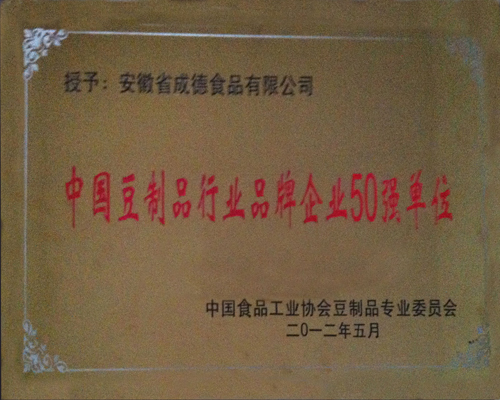 授予：安徽省成德食品有限公司
中国豆制品行业品牌企业50强单位
中国食品工业协会豆制品专业委员会
二0一二年五月